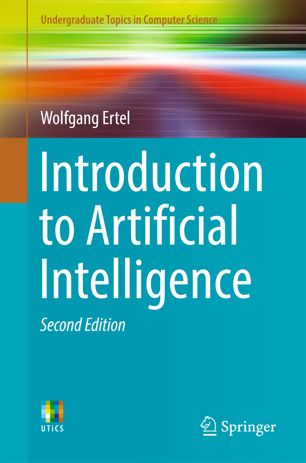 Undergraduate Topics in Computer Science
Wolfgang Ertel
Introduction
to Artificial
Intelligence
Second Edition
UTICS
Springer